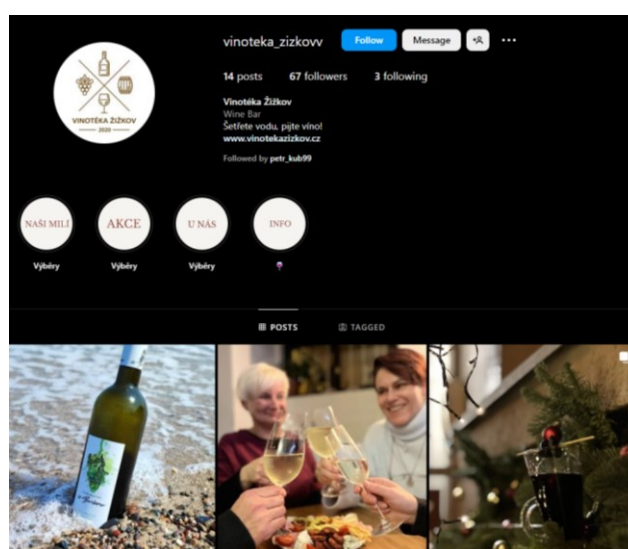 vinoteka_zizkovv Follow Message
14 posts 67 followers 3 following
Vinotéka Žižkov
Wine Bar
Šetřete vodu, pijte víno!
www.vinotekazizkov.cz
Followed by petr_kub99
VINOTÉKA ŽIŽKOV
2020
NAŠI MILÍ AKCE U NÁS INFO
Výběry Výběry Výběry
POSTS TAGGED